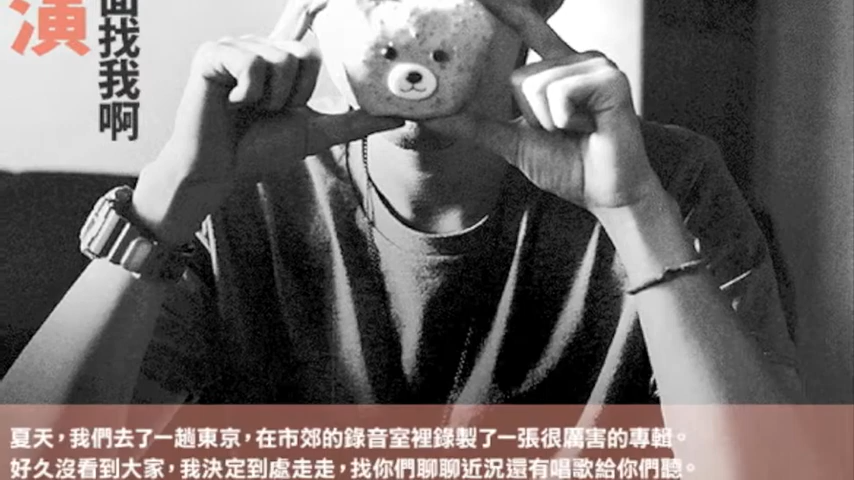 演
面找我啊
夏天，我們去了一趟東京，在市郊的錄音室裡錄製了一張很厲害的專輯。
好久沒看到大家，我決定到處走走，找你們聊聊近況還有唱歌給你們聽。